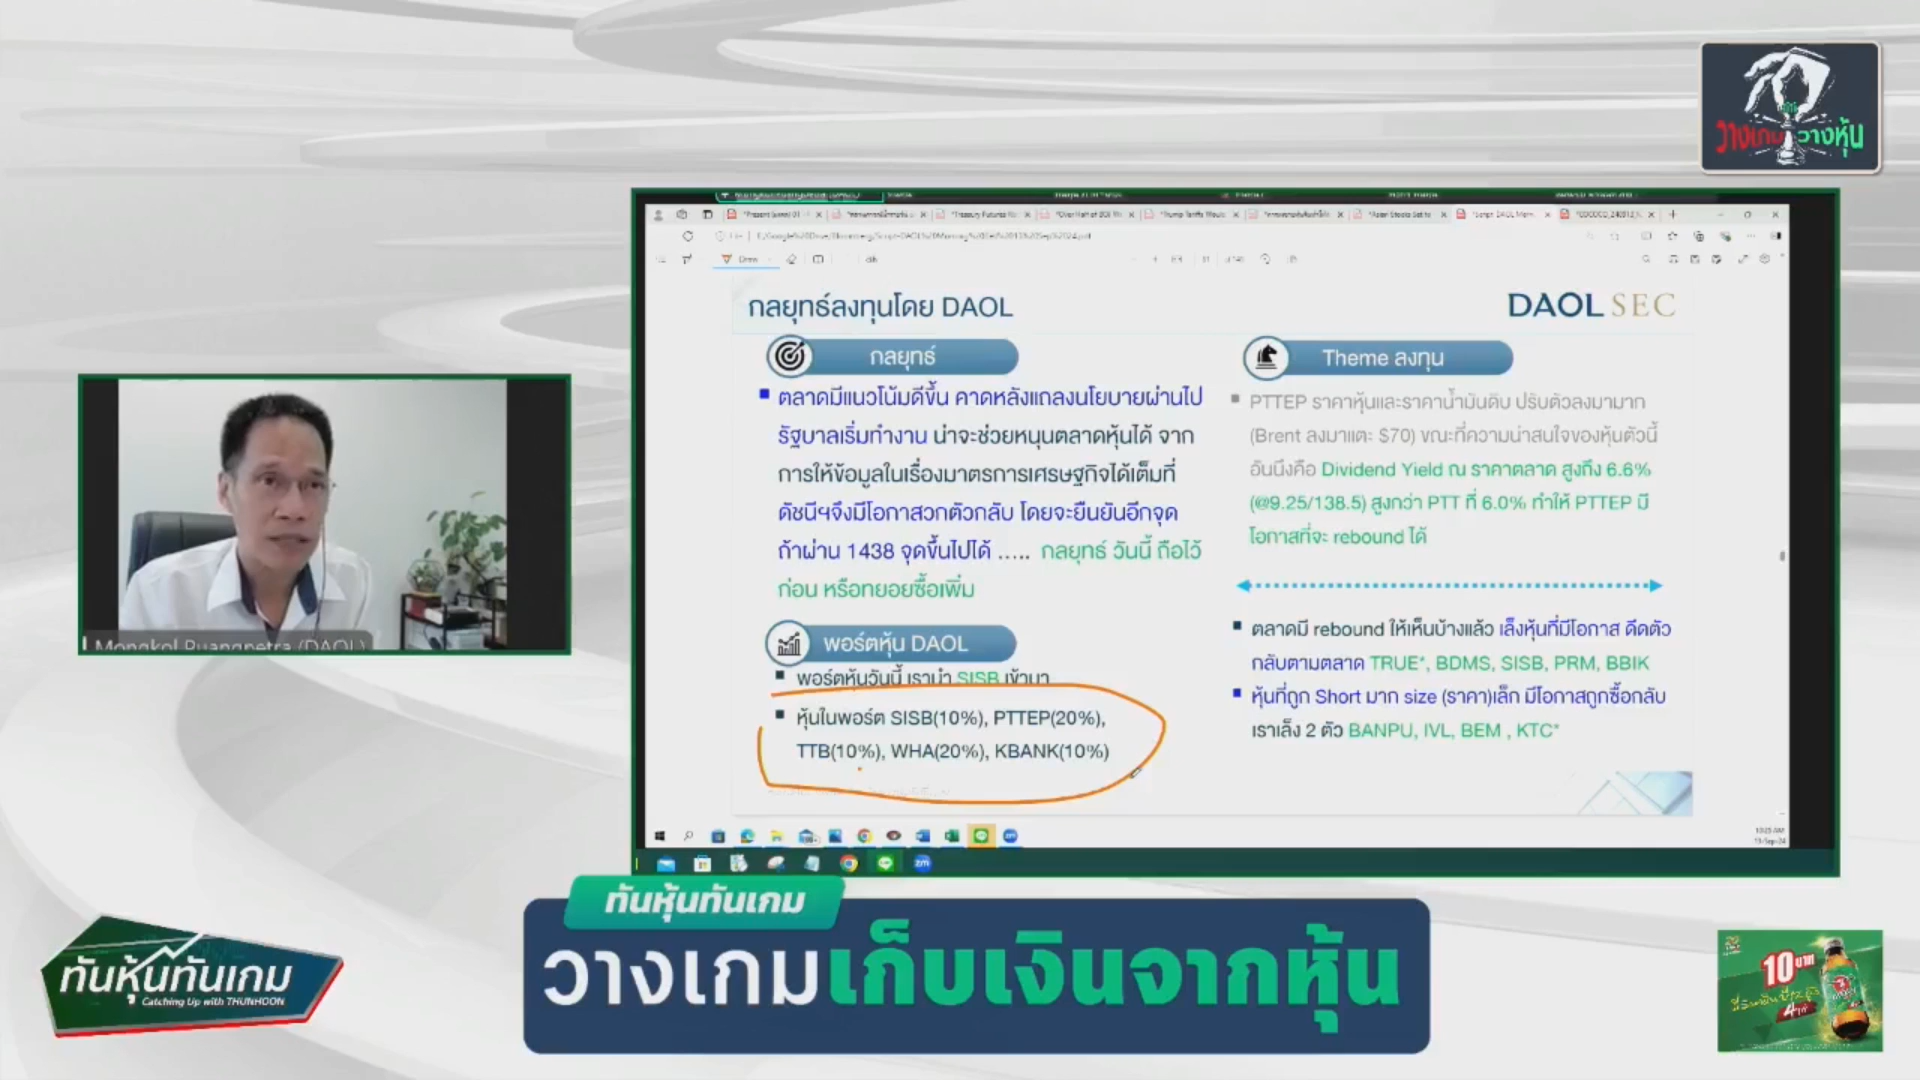 วางเกม วางหุ้น
กลยุทธ์ลงทุนโดย DAOL
DAOL SEC
กลยุทธ์
ตลาดมีแนวโน้มดีขึ้น คาดหลังแถลงนโยบายผ่านไป
รัฐบาลเริ่มทำงาน น่าจะช่วยหนุนตลาดหุ้นได้ จาก
การให้ข้อมูลในเรื่องมาตรการเศรษฐกิจได้เต็มที่
ดัชนีฯจึงมีโอกาสวกตัวกลับ โดยจะยืนยันอีกจุด
ถ้าผ่าน 1438 จุดขึ้นไปได้ ..... กลยุทธ์ วันนี้ ถือไว้
ก่อน หรือทยอยซื้อเพิ่ม
พอร์ตหุ้น DAOL
พอร์ตหุ้นวันนี้ เรานำ SISB เข้ามา
หุ้นในพอร์ต SISB(10%), PTTEP(20%),
TTB(10%), WHA(20%), KBANK(10%)
Theme ลงทุน
PTTEP ราคาหุ้นและราคาน้ำมันดิบ ปรับตัวลงมามาก
(Brent ลงมาแตะ $70) ขณะที่ความน่าสนใจของหุ้นตัวนี้
อันนึงคือ Dividend Yield ณ ราคาตลาด สูงถึง 6.6%
(@9.25/138.5) สูงกว่า PTT ที่ 6.0% ทำให้ PTTEP มี
โอกาสที่จะ rebound ได้
ตลาดมี rebound ให้เห็นบ้างแล้ว เล็งหุ้นที่มีโอกาส ดีดตัว
กลับตามตลาด TRUE*, BDMS, SISB, PRM, BBIK
หุ้นที่ถูก Short มาก size (ราคา)เล็ก มีโอกาสถูกซื้อกลับ
เราเล็ง 2 ตัว BANPU, IVL, BEM , KTC*
Mongkol Puangpetra (DAOL)
ทันหุ้นทันเกม
วางเกมเก็บเงินจากหุ้น
ทันหุ้นทันเกม
Catching Up with THUNHOON
10 บาท